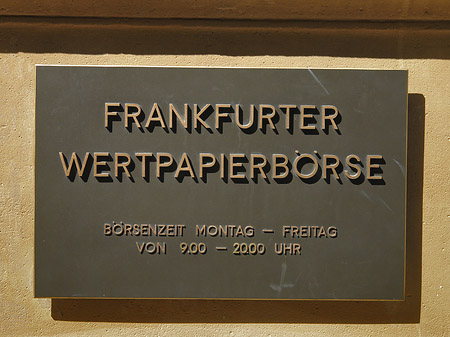 FRANKFURTER
WERTPAPIERBÖRSE
BÖRSENZEIT MONTAG — FREITAG
VON 9.00 — 20.00 UHR